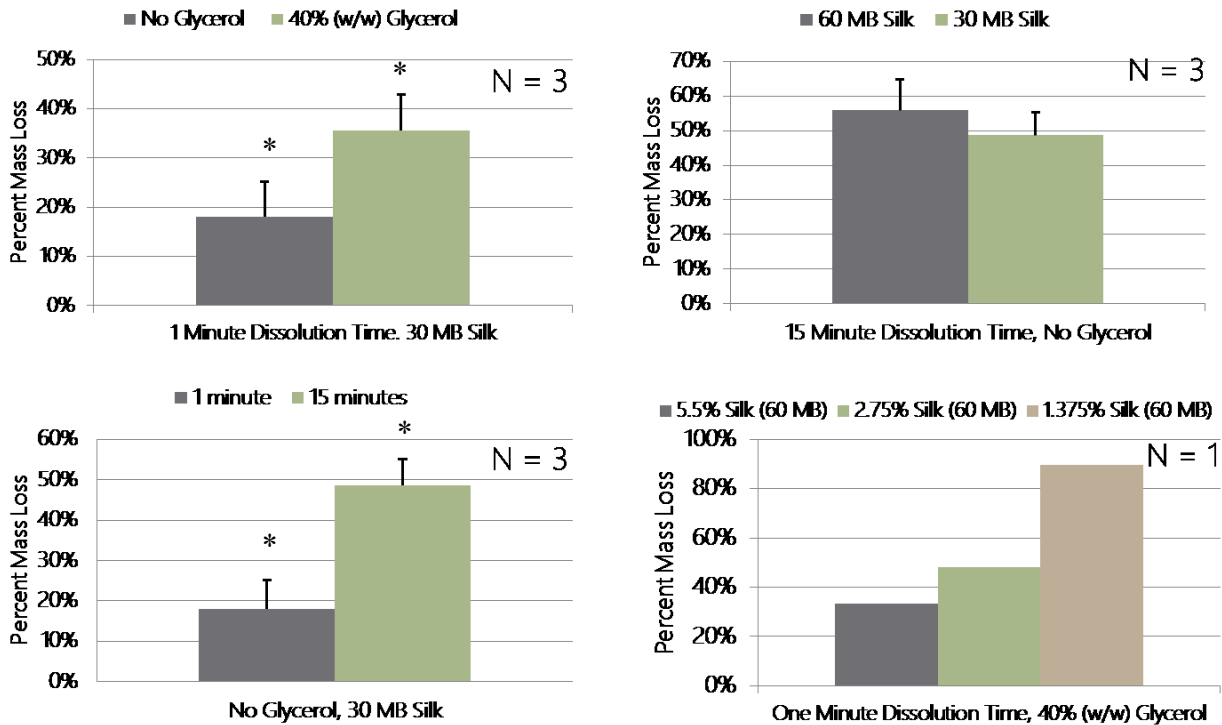 No Glycerol 40% (w/w) Glycerol
50%
40%
30%
20%
10%
0%
Percent Mass Loss
N = 3
*
*
1 Minute Dissolution Time. 30 MB Silk
60 MB Silk 30 MB Silk
80%
70%
60%
50%
40%
30%
20%
10%
0%
Percent Mass Loss
N = 3
15 Minute Dissolution Time, No Glycerol
1 minute 15 minutes
60%
50%
40%
30%
20%
10%
0%
Percent Mass Loss
N = 3
*
*
No Glycerol, 30 MB Silk
5.5% Silk (60 MB) 2.75% Silk (60 MB) 1.375% Silk (60 MB)
100%
80%
60%
40%
20%
0%
Percent Mass Loss
N = 1
One Minute Dissolution Time, 40% (w/w) Glycerol